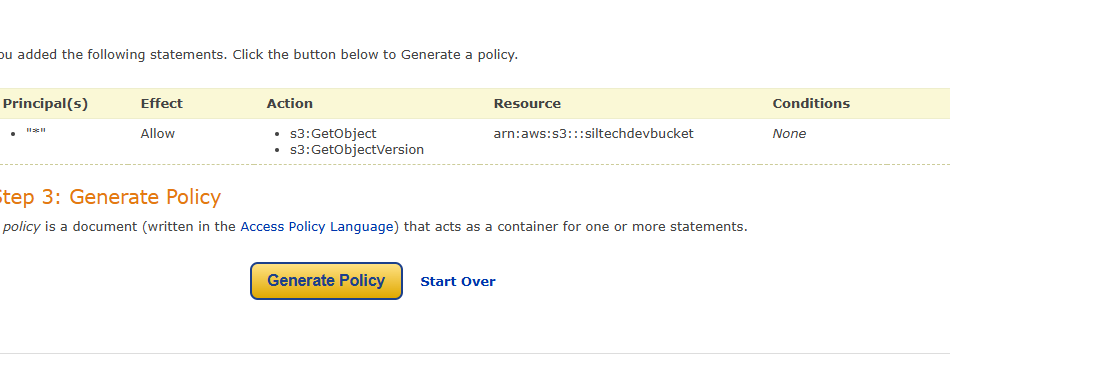 ou added the following statements. Click the button below to Generate a policy.
Principal(s) Effect Action Resource Conditions
• "*" Allow • s3:GetObject arn:aws:s3:::siltechdevbucket None
• s3:GetObjectVersion
Step 3: Generate Policy
policy is a document (written in the Access Policy Language) that acts as a container for one or more statements.
Generate Policy Start Over